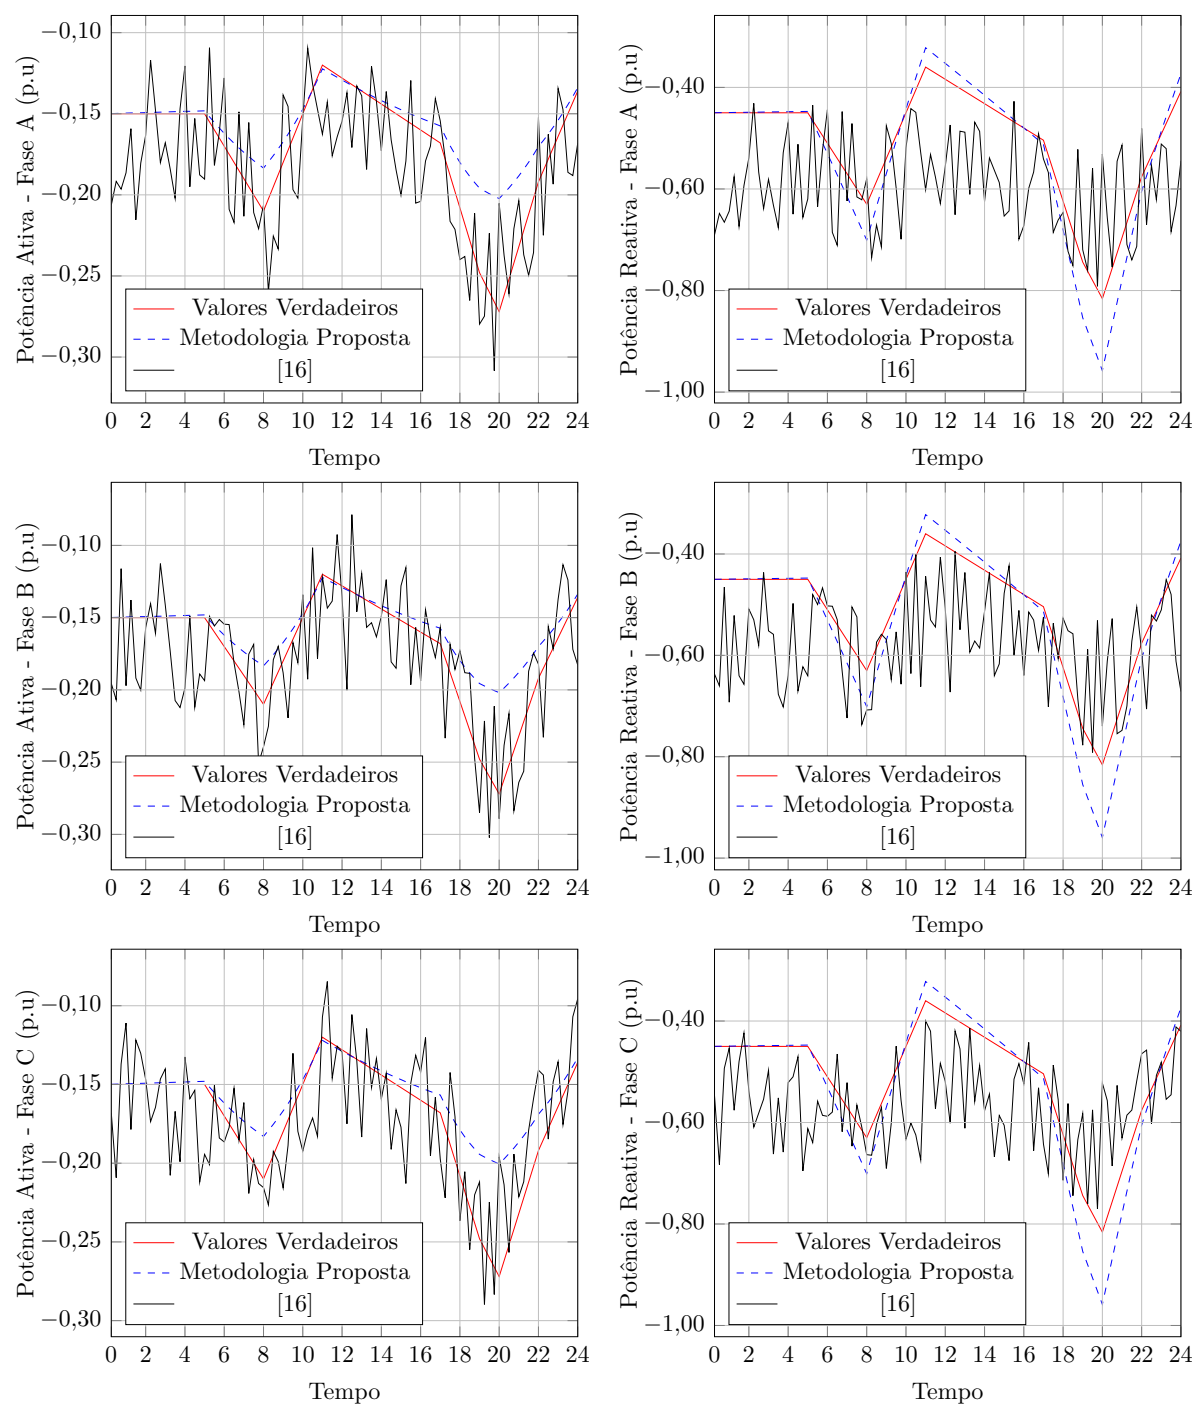 Potência Ativa - Fase A (p.u)
−0,10
−0,15
−0,20
−0,25
−0,30
Valores Verdadeiros
Metodologia Proposta
[16]
0 2 4 6 8 10 12 14 16 18 20 22 24
Tempo
Potência Reativa - Fase A (p.u)
−0,40
−0,60
−0,80
−1,00
Valores Verdadeiros
Metodologia Proposta
[16]
0 2 4 6 8 10 12 14 16 18 20 22 24
Tempo
Potência Ativa - Fase B (p.u)
−0,10
−0,15
−0,20
−0,25
−0,30
Valores Verdadeiros
Metodologia Proposta
[16]
0 2 4 6 8 10 12 14 16 18 20 22 24
Tempo
Potência Reativa - Fase B (p.u)
−0,40
−0,60
−0,80
−1,00
Valores Verdadeiros
Metodologia Proposta
[16]
0 2 4 6 8 10 12 14 16 18 20 22 24
Tempo
Potência Ativa - Fase C (p.u)
−0,10
−0,15
−0,20
−0,25
−0,30
Valores Verdadeiros
Metodologia Proposta
[16]
0 2 4 6 8 10 12 14 16 18 20 22 24
Tempo
Potência Reativa - Fase C (p.u)
−0,40
−0,60
−0,80
−1,00
Valores Verdadeiros
Metodologia Proposta
[16]
0 2 4 6 8 10 12 14 16 18 20 22 24
Tempo